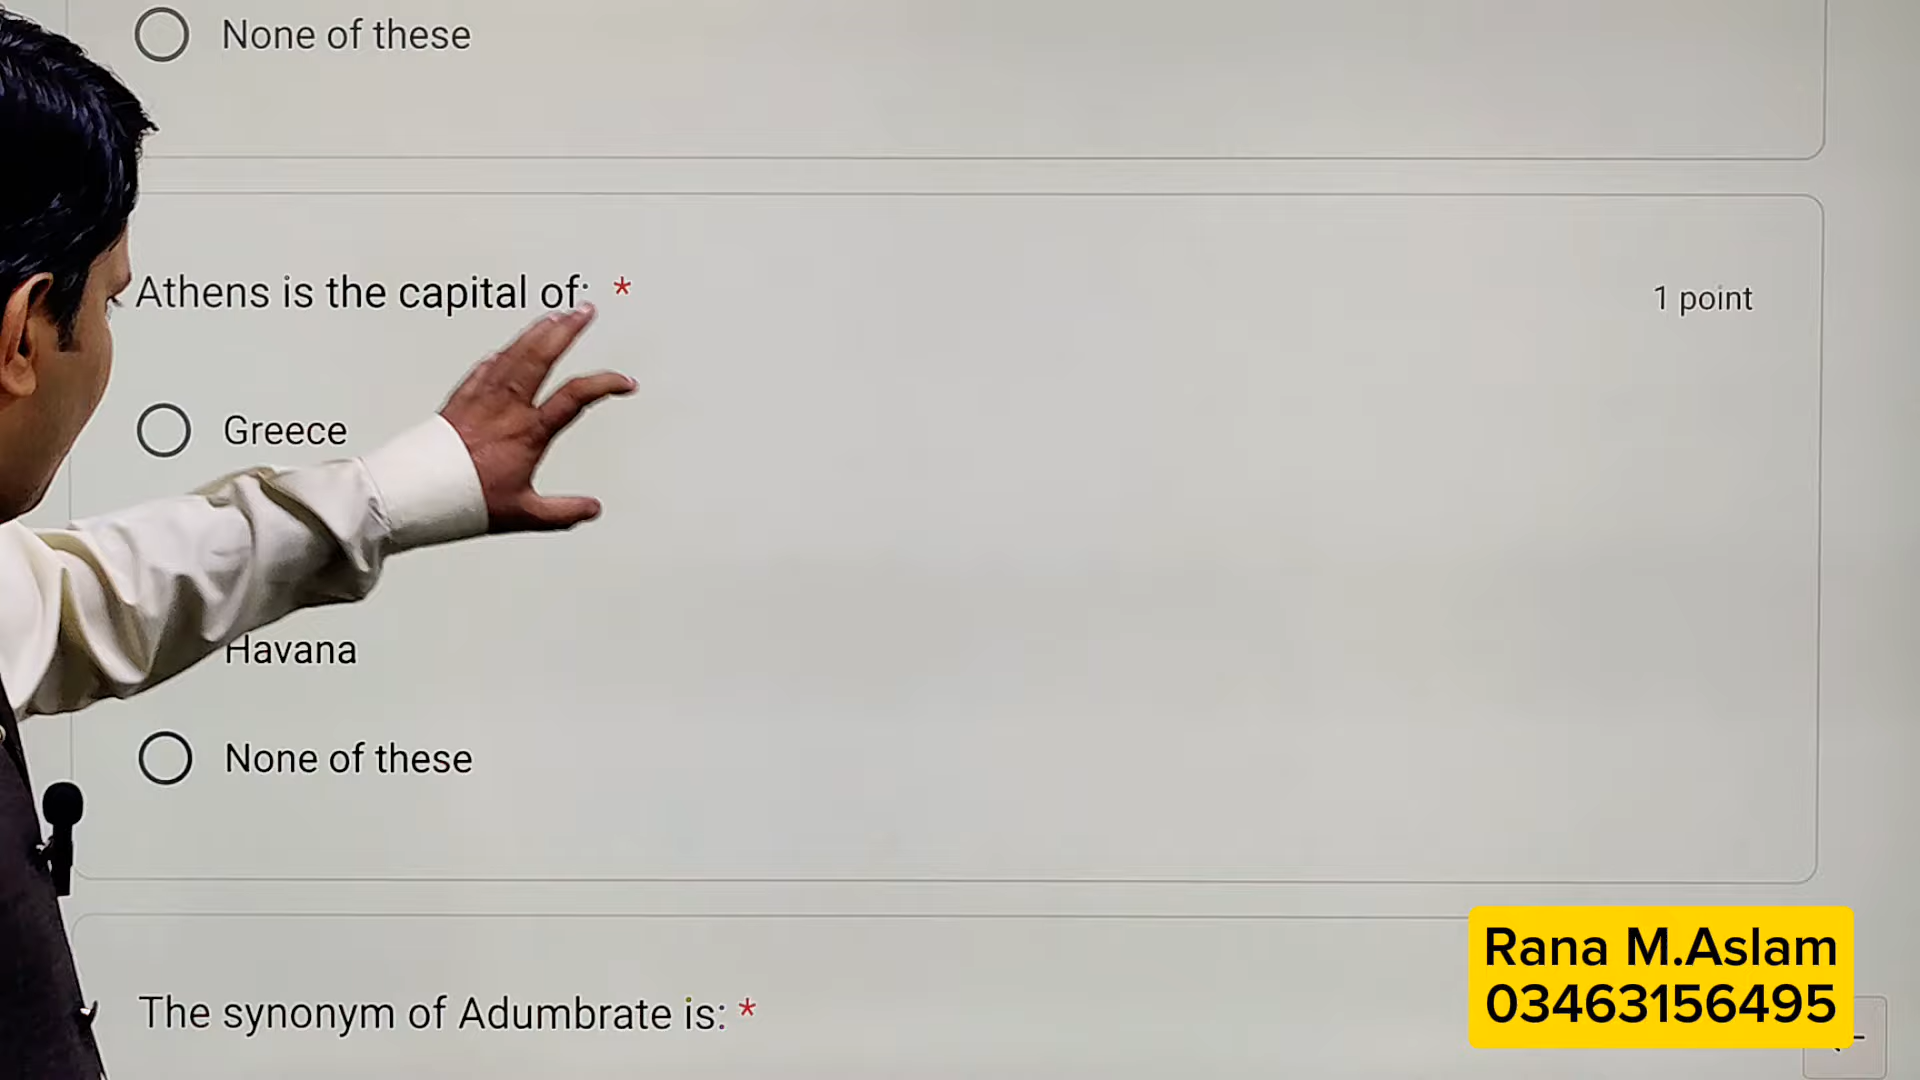 None of these
Athens is the capital of: *
1 point
Greece
Havana
None of these
The synonym of Adumbrate is: *
Rana M.Aslam
03463156495